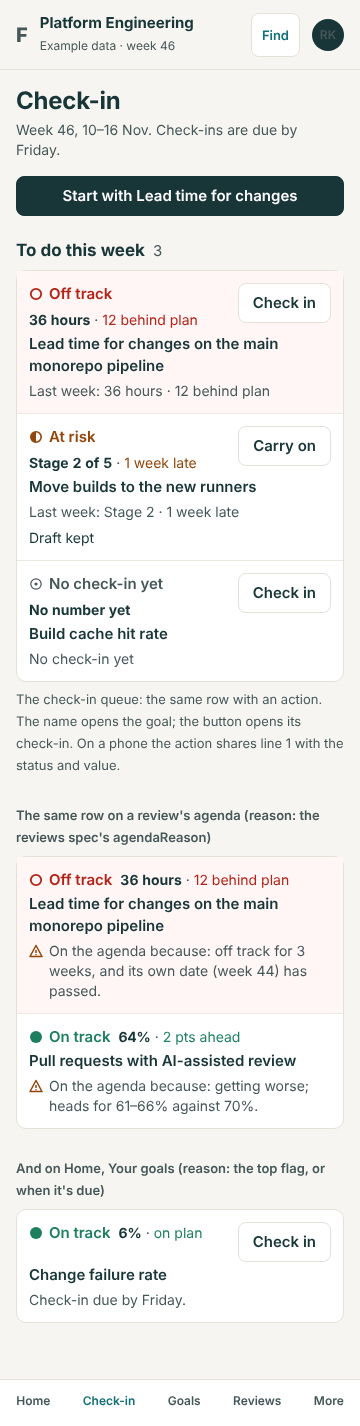 F
Platform Engineering
Example data · week 46
Find
RK
Check-in
Week 46, 10–16 Nov. Check-ins are due by
Friday.
Start with Lead time for changes
To do this week 3
Off track
Check in
36 hours · 12 behind plan
Lead time for changes on the main
monorepo pipeline
Last week: 36 hours · 12 behind plan
At risk
Carry on
Stage 2 of 5 · 1 week late
Move builds to the new runners
Last week: Stage 2 · 1 week late
Draft kept
No check-in yet
Check in
No number yet
Build cache hit rate
No check-in yet
The check-in queue: the same row with an action.
The name opens the goal; the button opens its
check-in. On a phone the action shares line 1 with the
status and value.
The same row on a review's agenda (reason: the
reviews spec's agendaReason)
Off track 36 hours · 12 behind plan
Lead time for changes on the main
monorepo pipeline
On the agenda because: off track for 3
weeks, and its own date (week 44) has
passed.
On track 64% · 2 pts ahead
Pull requests with AI-assisted review
On the agenda because: getting worse;
heads for 61–66% against 70%.
And on Home, Your goals (reason: the top flag, or
when it's due)
On track 6% · on plan
Check in
Change failure rate
Check-in due by Friday.
Home Check-in Goals Reviews More